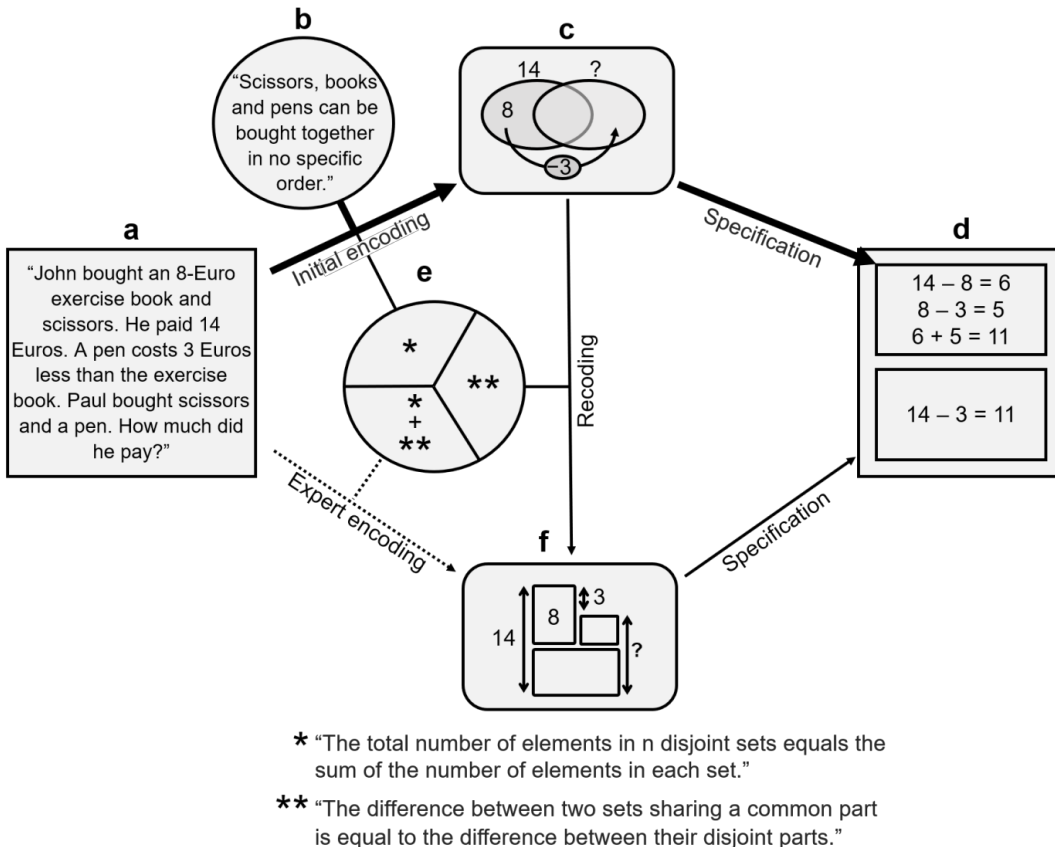 b
“Scissors, books
and pens can be
bought together
in no specific
order.”
c
14 ?
8
−3
Initial encoding
Specification
a
“John bought an 8-Euro
exercise book and
scissors. He paid 14
Euros. A pen costs 3 Euros
less than the exercise
book. Paul bought scissors
and a pen. How much did
he pay?”
e
*
**
*
+
**
Recoding
d
14 – 8 = 6
8 – 3 = 5
6 + 5 = 11
14 – 3 = 11
Expert encoding
Specification
f
3
8
14
?
* “The total number of elements in n disjoint sets equals the
sum of the number of elements in each set.”
** “The difference between two sets sharing a common part
is equal to the difference between their disjoint parts.”